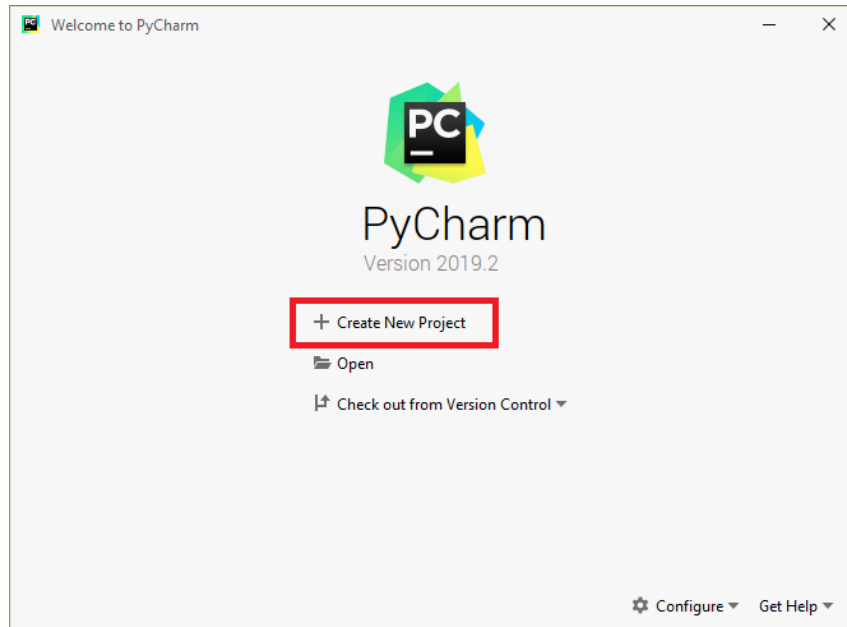 PC
Welcome to PyCharm
PC
PyCharm
Version 2019.2
Create New Project
Open
Check out from Version Control
Configure
Get Help